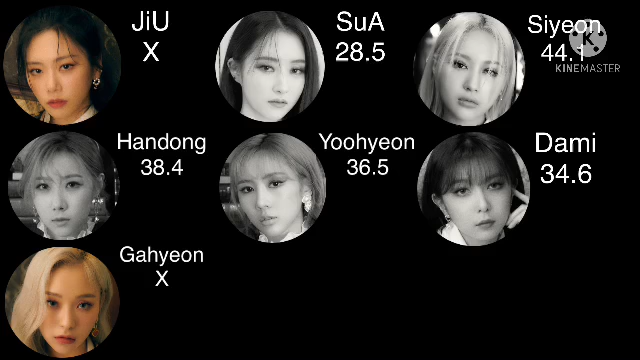 JiU
X
SuA
28.5
Siyeon
44.1
KINEMASTER
Handong
38.4
Yoohyeon
36.5
Dami
34.6
Gahyeon
X